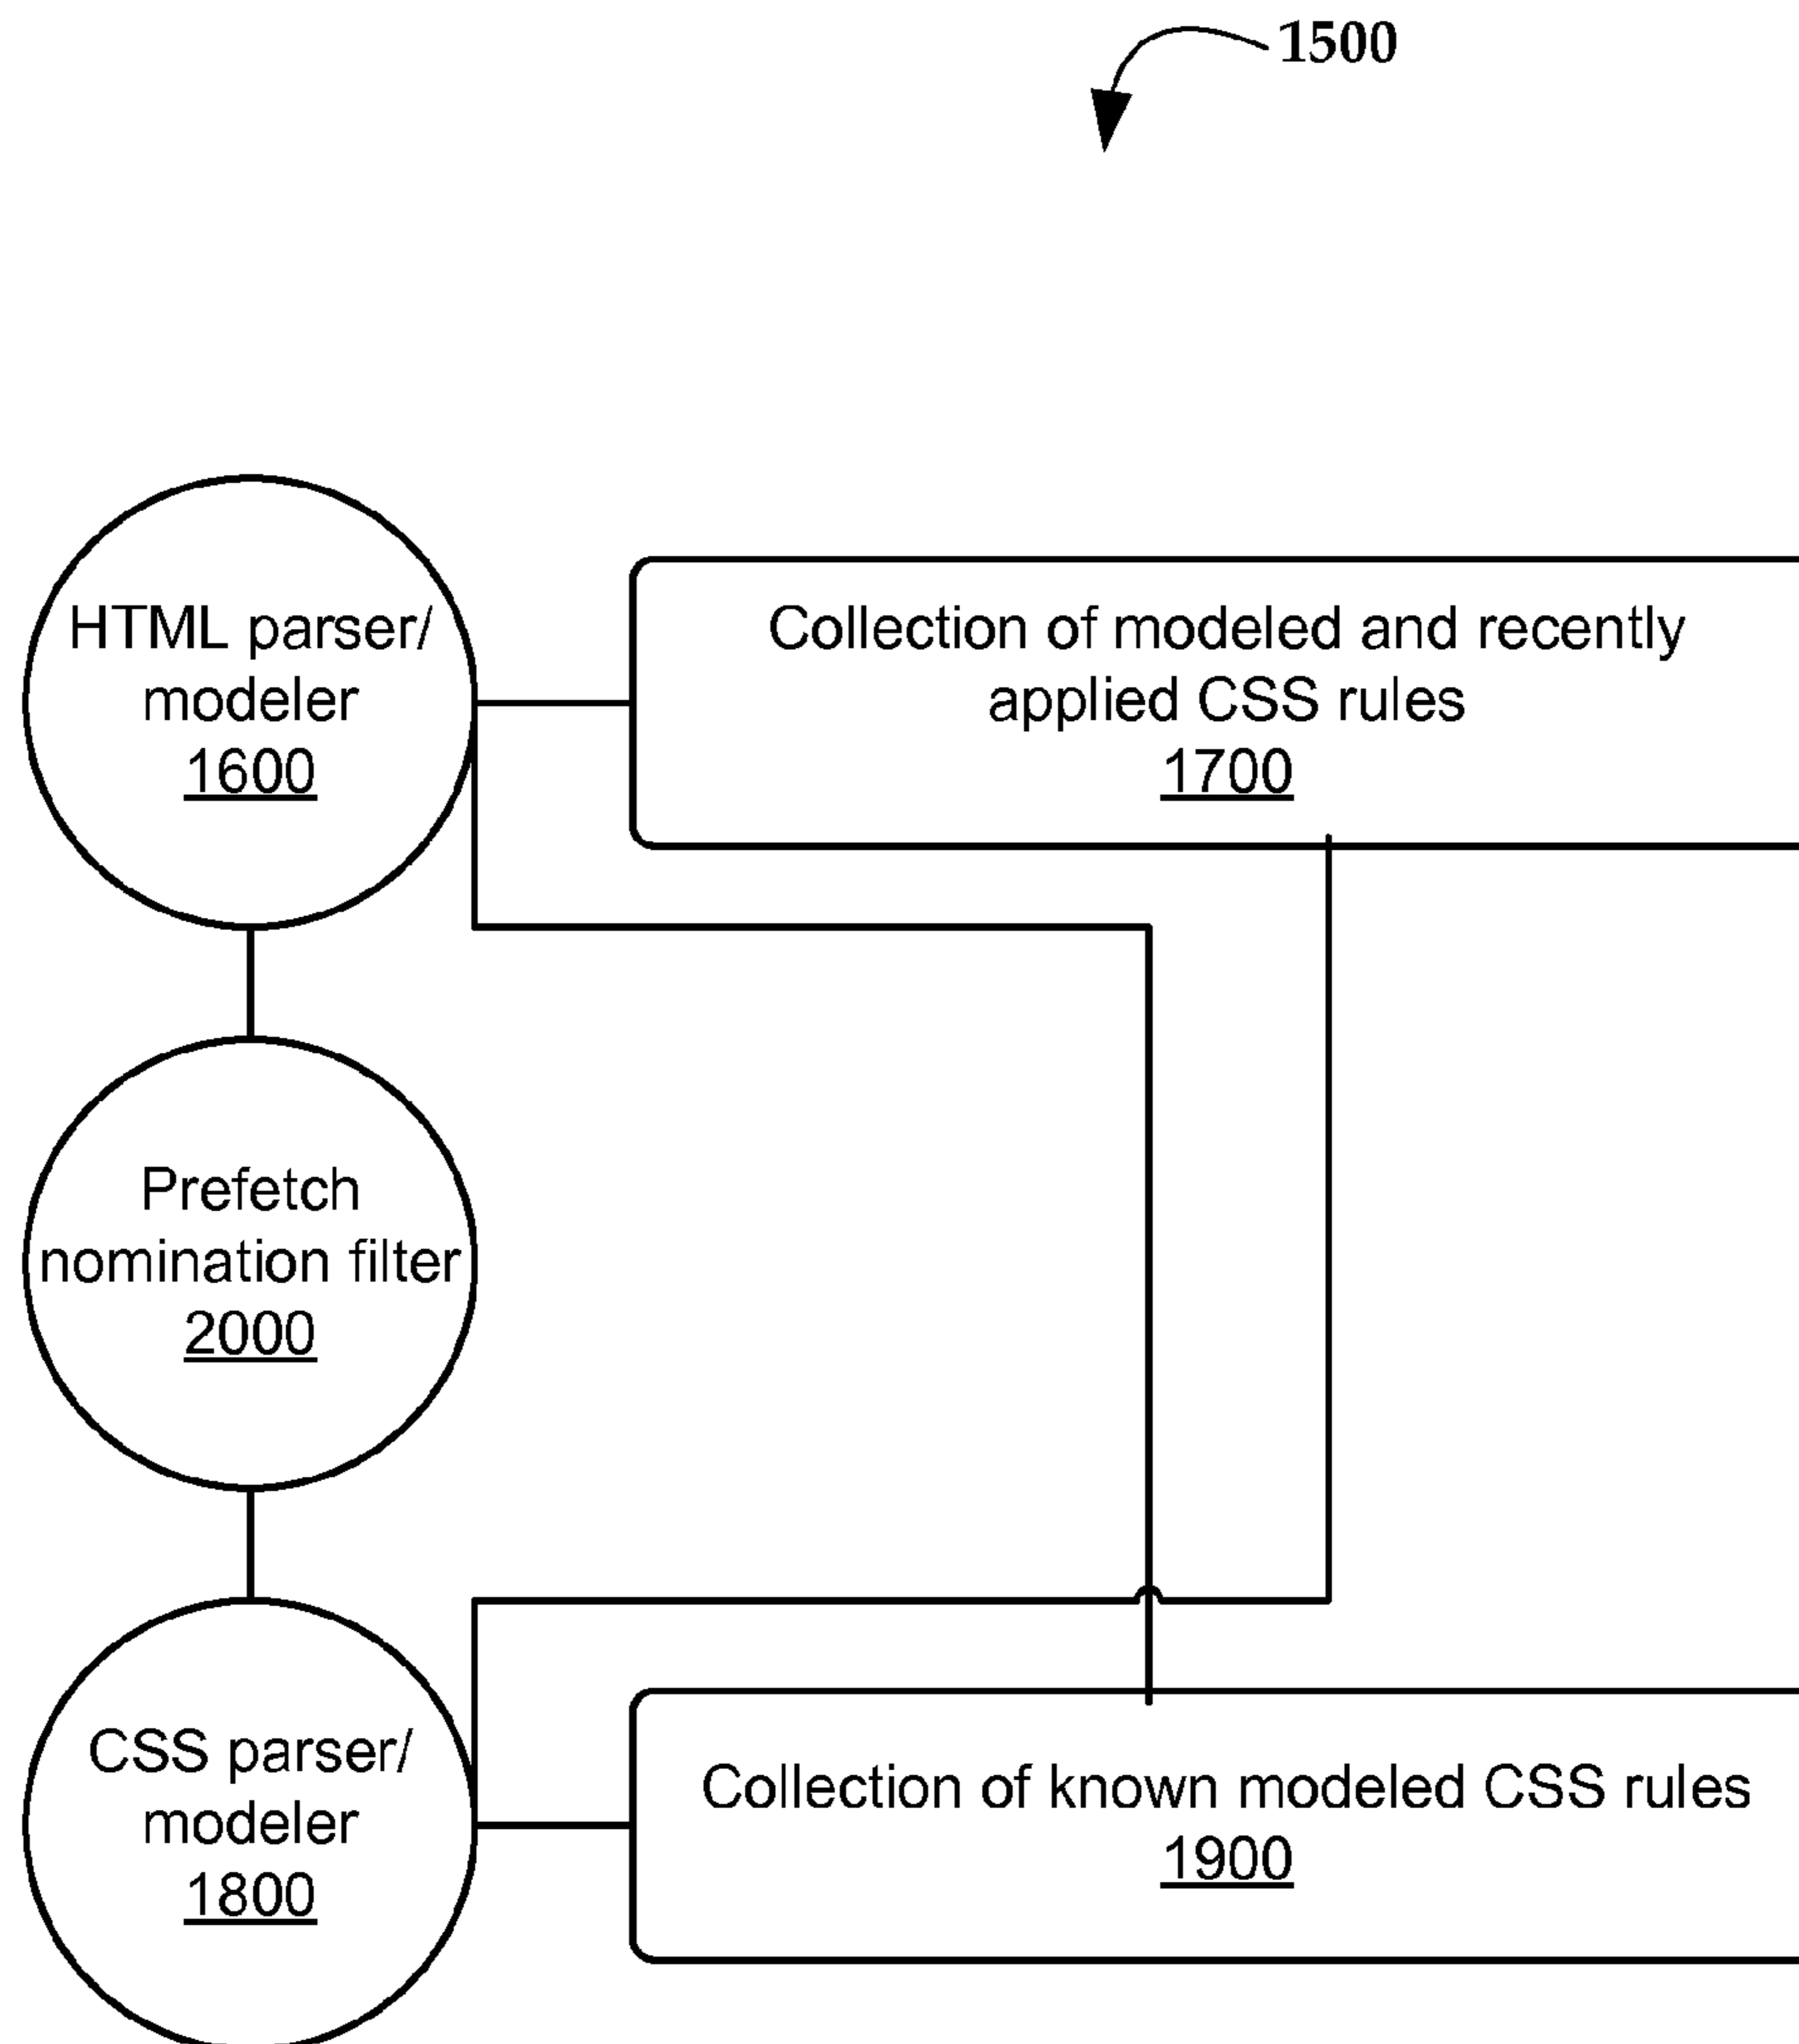 1500
HTML parser/
modeler
1600
Collection of modeled and recently
applied CSS rules
1700
Prefetch
nomination filter
2000
CSS parser/
modeler
1800
Collection of known modeled CSS rules
1900